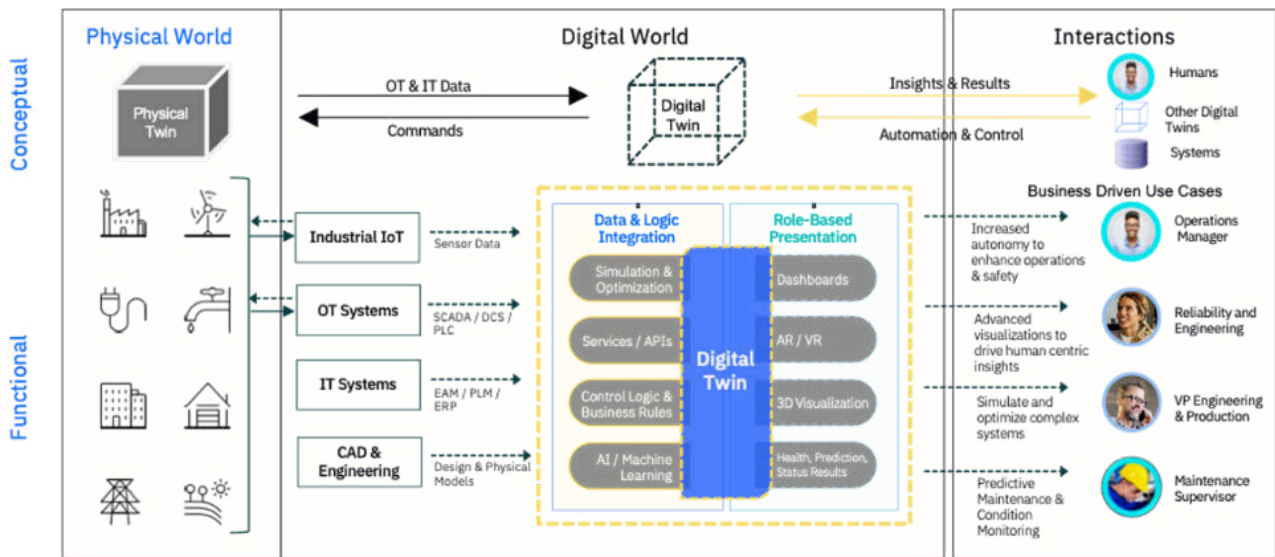 Physical World
Digital World
Interactions
Conceptual
Physical
Twin
OT & IT Data
Commands
Digital
Twin
Insights & Results
Automation & Control
Humans
Other Digital
Twins
Systems
Functional
Industrial IoT
Sensor Data
OT Systems
SCADA / DCS /
PLC
IT Systems
EAM / PLM /
ERP
CAD &
Engineering
Design & Physical
Models
Data & Logic
Integration
Simulation &
Optimization
Services / APIs
Control Logic &
Business Rules
AI / Machine
Learning
Digital
Twin
Role-Based
Presentation
Dashboards
AR / VR
3D Visualization
Health, Prediction,
Status Results
Business Driven Use Cases
Increased
autonomy to
enhance operations
& safety
Operations
Manager
Advanced
visualizations to
drive human centric
insights
Reliability and
Engineering
Simulate and
optimize complex
systems
VP Engineering
& Production
Predictive
Maintenance &
Condition
Monitoring
Maintenance
Supervisor